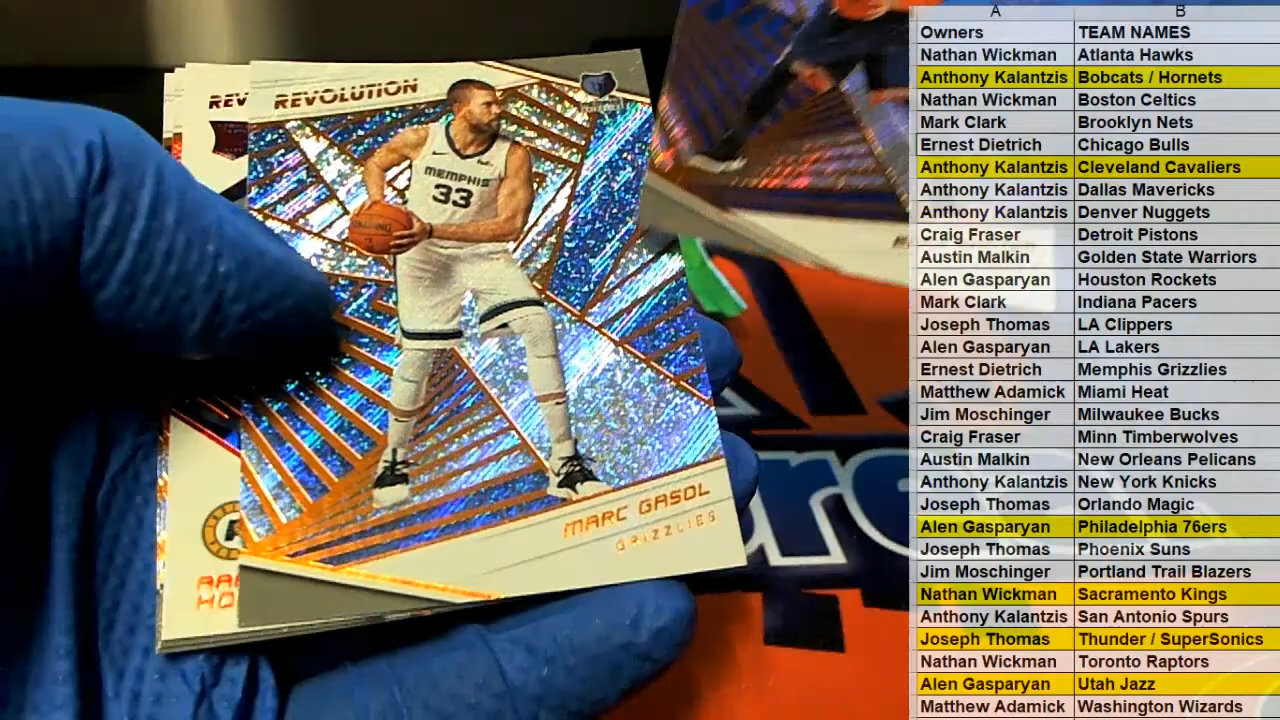 REV
REVOLUTION
MEMPHIS
33
MARC GASOL
GRIZZLIES
HO
A B
Owners TEAM NAMES
Nathan Wickman Atlanta Hawks
Anthony Kalantzis Bobcats / Hornets
Nathan Wickman Boston Celtics
Mark Clark Brooklyn Nets
Ernest Dietrich Chicago Bulls
Anthony Kalantzis Cleveland Cavaliers
Anthony Kalantzis Dallas Mavericks
Anthony Kalantzis Denver Nuggets
Craig Fraser Detroit Pistons
Austin Malkin Golden State Warriors
Alen Gasparyan Houston Rockets
Mark Clark Indiana Pacers
Joseph Thomas LA Clippers
Alen Gasparyan LA Lakers
Ernest Dietrich Memphis Grizzlies
Matthew Adamick Miami Heat
Jim Moschinger Milwaukee Bucks
Craig Fraser Minn Timberwolves
Austin Malkin New Orleans Pelicans
Anthony Kalantzis New York Knicks
Joseph Thomas Orlando Magic
Alen Gasparyan Philadelphia 76ers
Joseph Thomas Phoenix Suns
Jim Moschinger Portland Trail Blazers
Nathan Wickman Sacramento Kings
Anthony Kalantzis San Antonio Spurs
Joseph Thomas Thunder / SuperSonics
Nathan Wickman Toronto Raptors
Alen Gasparyan Utah Jazz
Matthew Adamick Washington Wizards